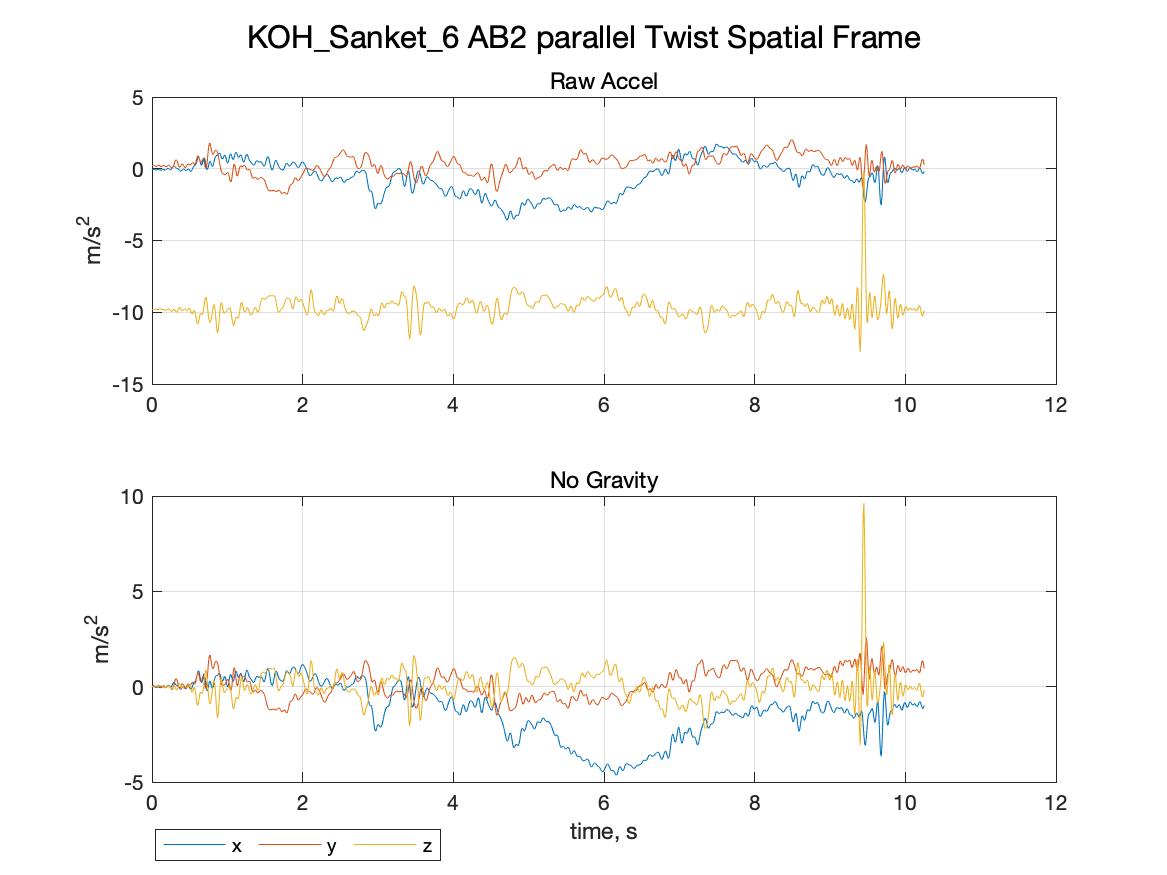 KOH_Sanket_6 AB2 parallel Twist Spatial Frame
Raw Accel
5
0
-5
-10
-15
m/s²
0 2 4 6 8 10 12
No Gravity
10
5
0
-5
m/s²
0 2 4 6 8 10 12
time, s
x y z